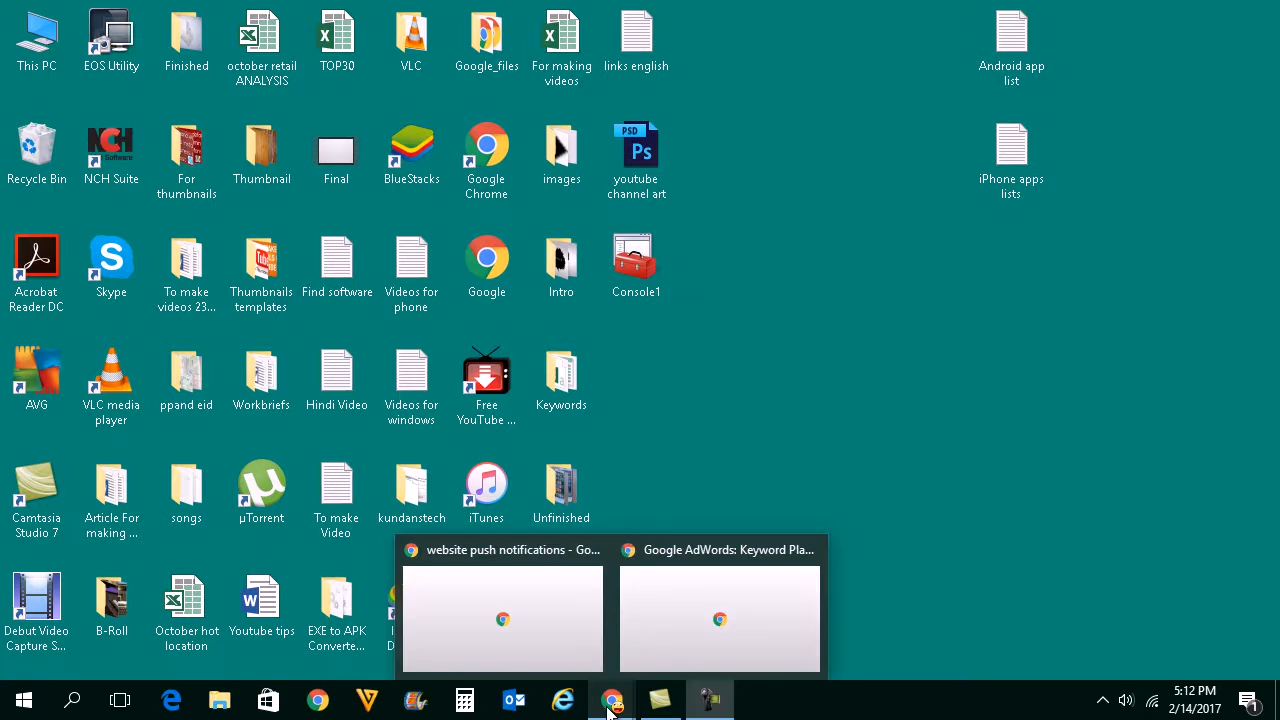 This PC
EOS Utility
Finished
october retail
ANALYSIS
TOP30
VLC
Google_files
For making
videos
links english
Android app
list
Recycle Bin
NCH
Software
NCH Suite
For
thumbnails
Thumbnail
Final
BlueStacks
Google
Chrome
images
PSD
Ps
youtube
channel art
iPhone apps
lists
Acrobat
Reader DC
Skype
To make
videos 23...
Thumbnails
templates
Find software
Videos for
phone
Google
Intro
Console1
AVG
VLC media
player
ppand eid
Workbriefs
Hindi Video
Videos for
windows
Free
YouTube ...
Keywords
Camtasia
Studio 7
Article For
making ...
songs
µTorrent
To make
Video
kundanstech
iTunes
Unfinished
website push notifications - Go...
Google AdWords: Keyword Pla...
Debut Video
Capture S...
B-Roll
October hot
location
Youtube tips
EXE to APK
Converte...
5:12 PM
2/14/2017
1